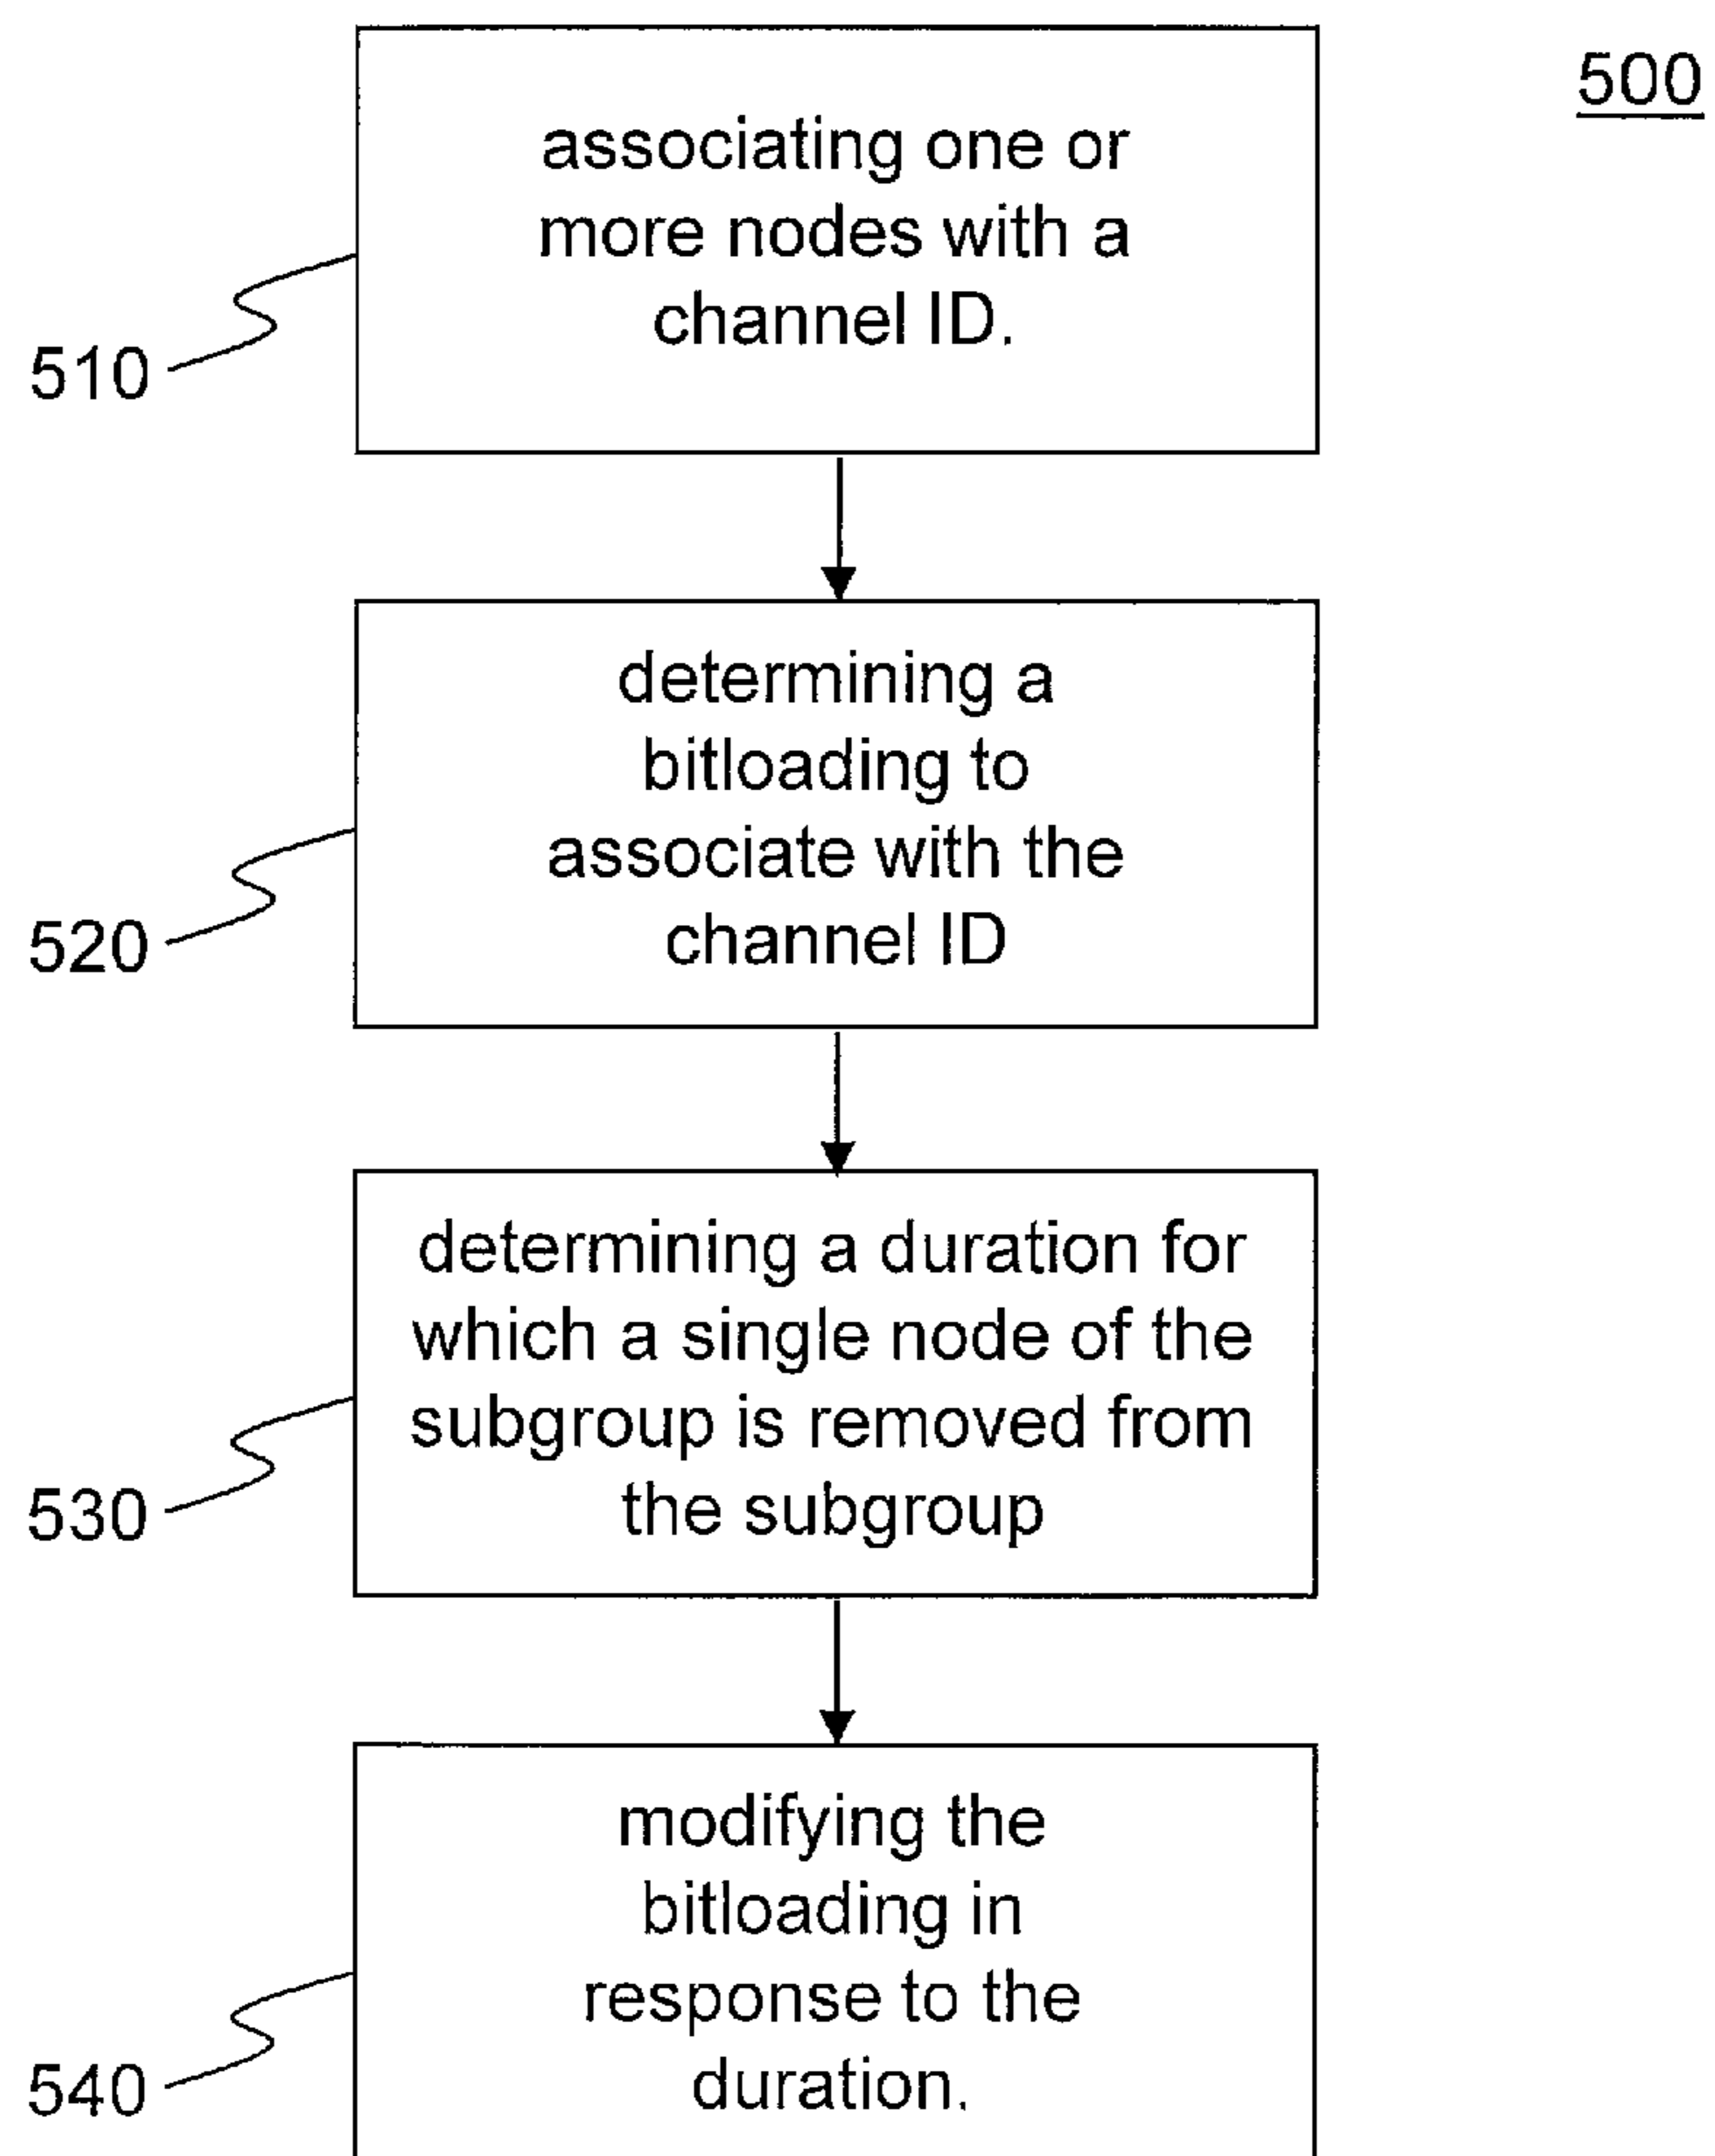 500
associating one or
more nodes with a
channel ID.
510
determining a
bitloading to
associate with the
channel ID
520
determining a duration for
which a single node of the
subgroup is removed from
the subgroup
530
modifying the
bitloading in
response to the
duration.
540